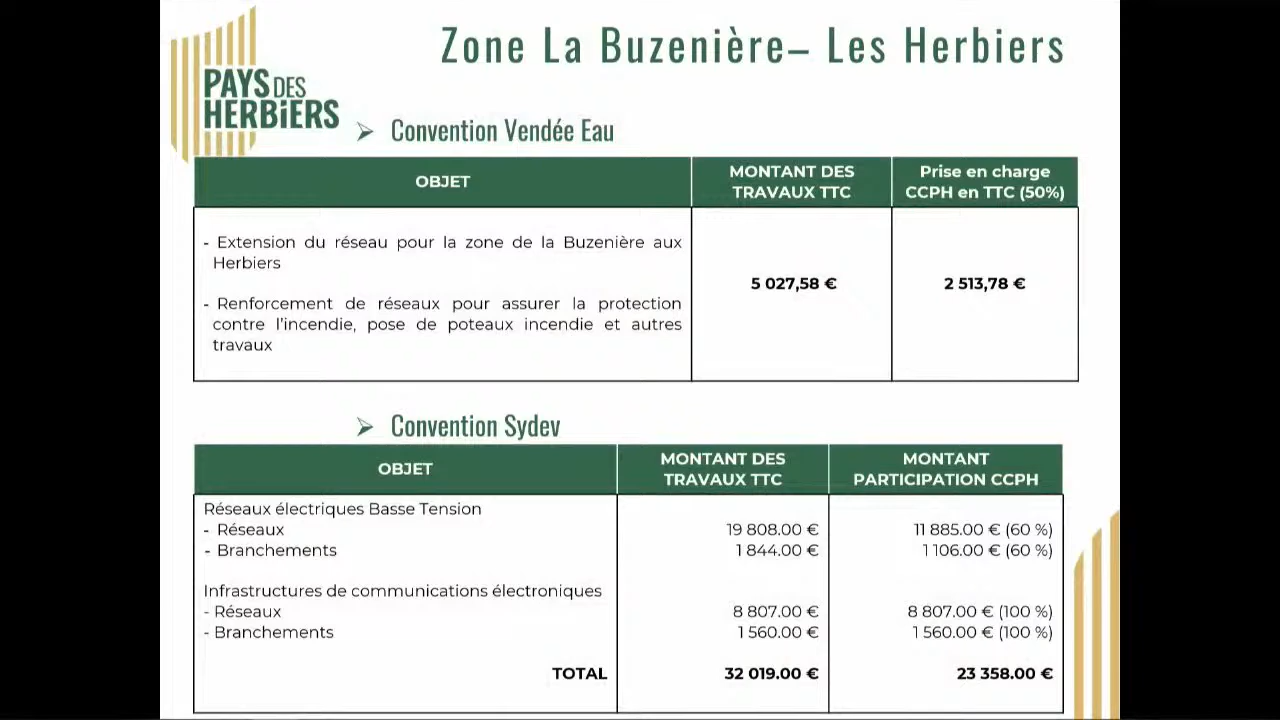 Zone La Buzenière– Les Herbiers
PAYS DES
HERBiERS
➢ Convention Vendée Eau
OBJET
MONTANT DES
TRAVAUX TTC
Prise en charge
CCPH en TTC (50%)
- Extension du réseau pour la zone de la Buzenière aux
Herbiers
5 027,58 €
2 513,78 €
- Renforcement de réseaux pour assurer la protection
contre l'incendie, pose de poteaux incendie et autres
travaux
➢ Convention Sydev
OBJET
MONTANT DES
TRAVAUX TTC
MONTANT
PARTICIPATION CCPH
Réseaux électriques Basse Tension
- Réseaux 19 808.00 € 11 885.00 € (60 %)
- Branchements 1 844.00 € 1 106.00 € (60 %)
Infrastructures de communications électroniques
- Réseaux 8 807.00 € 8 807.00 € (100 %)
- Branchements 1 560.00 € 1 560.00 € (100 %)
TOTAL 32 019.00 € 23 358.00 €